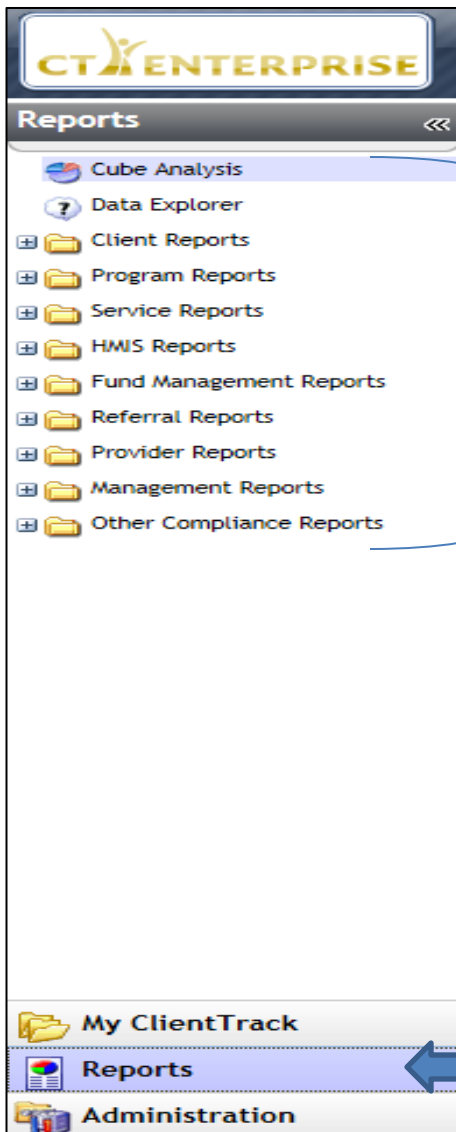 CT ENTERPRISE
Reports
Cube Analysis
Data Explorer
Client Reports
Program Reports
Service Reports
HMIS Reports
Fund Management Reports
Referral Reports
Provider Reports
Management Reports
Other Compliance Reports
My ClientTrack
Reports
Administration